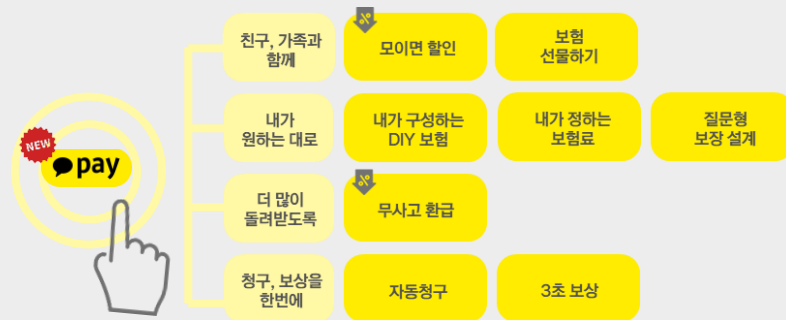 친구, 가족과
함께
%
모이면 할인
보험
선물하기
내가
원하는 대로
내가 구성하는
DIY 보험
내가 정하는
보험료
질문형
보장 설계
NEW
pay
더 많이
돌려받도록
%
무사고 환급
청구, 보상을
한번에
자동청구
3초 보상